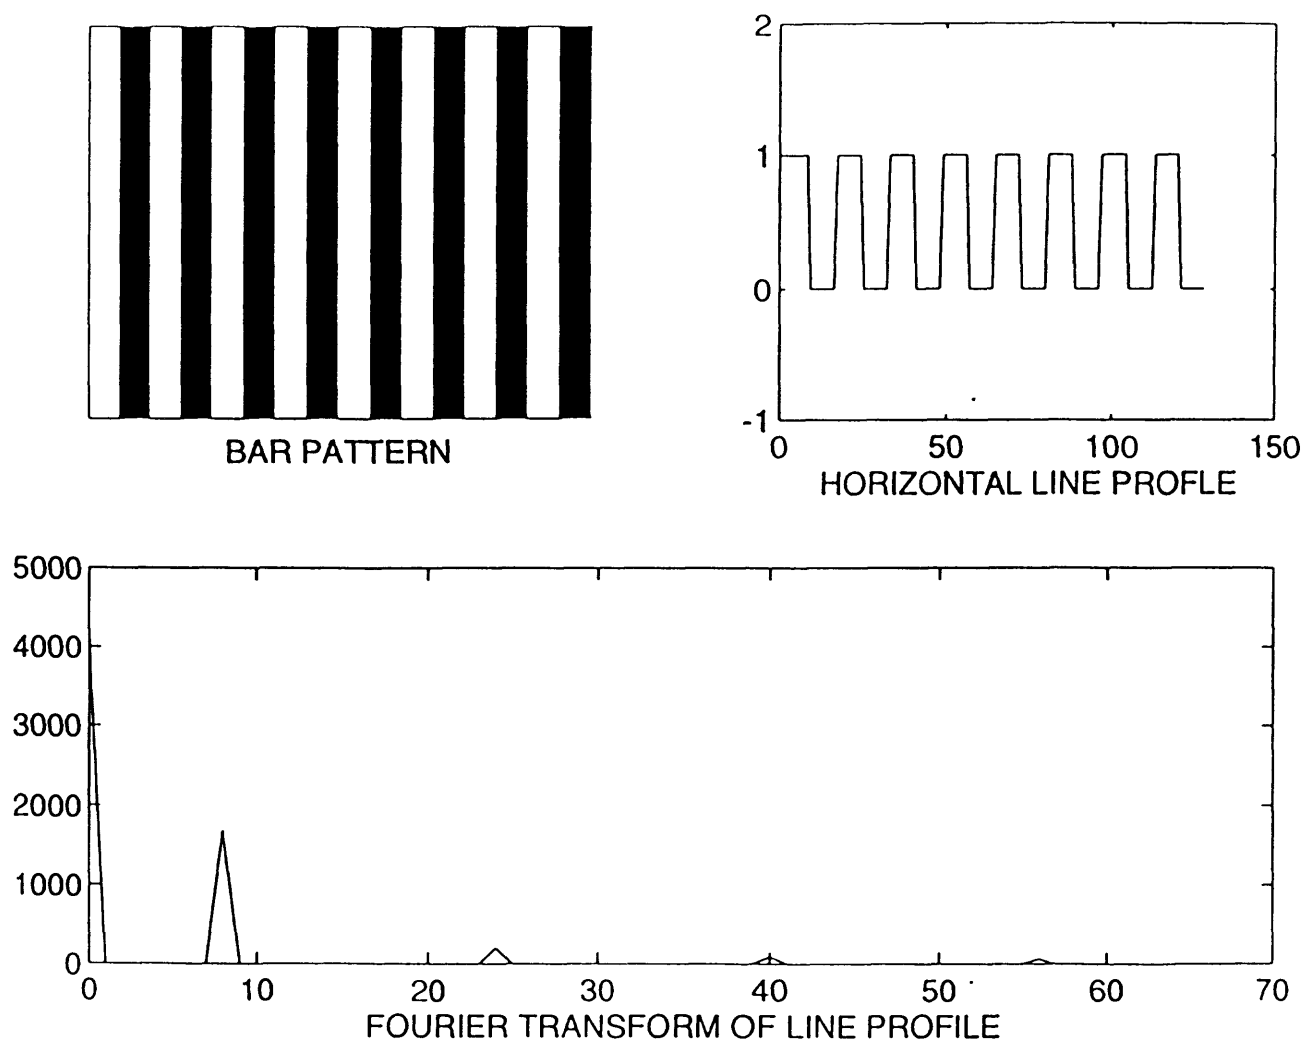 2
1
0
-1
0 50 100 150
BAR PATTERN
HORIZONTAL LINE PROFLE
5000
4000
3000
2000
1000
0
0 10 20 30 40 50 60 70
FOURIER TRANSFORM OF LINE PROFILE